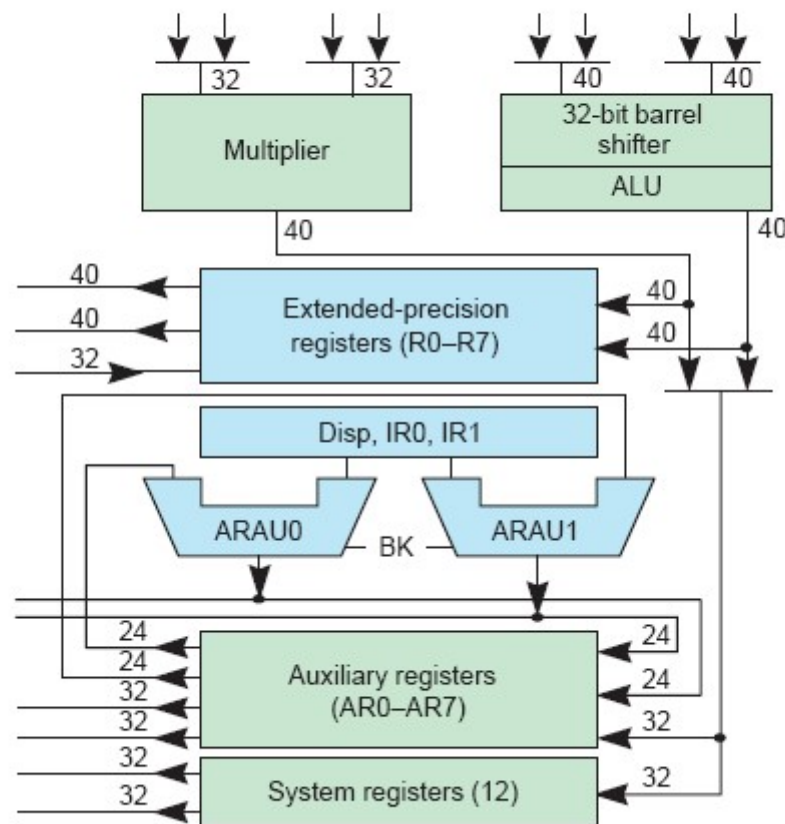 32
32
40
40
Multiplier
32-bit barrel
shifter
ALU
40
40
40
40
32
Extended-precision
registers (R0–R7)
40
40
Disp, IR0, IR1
ARAU0
BK
ARAU1
24
24
32
32
Auxiliary registers
(AR0–AR7)
24
24
32
32
32
System registers (12)
32